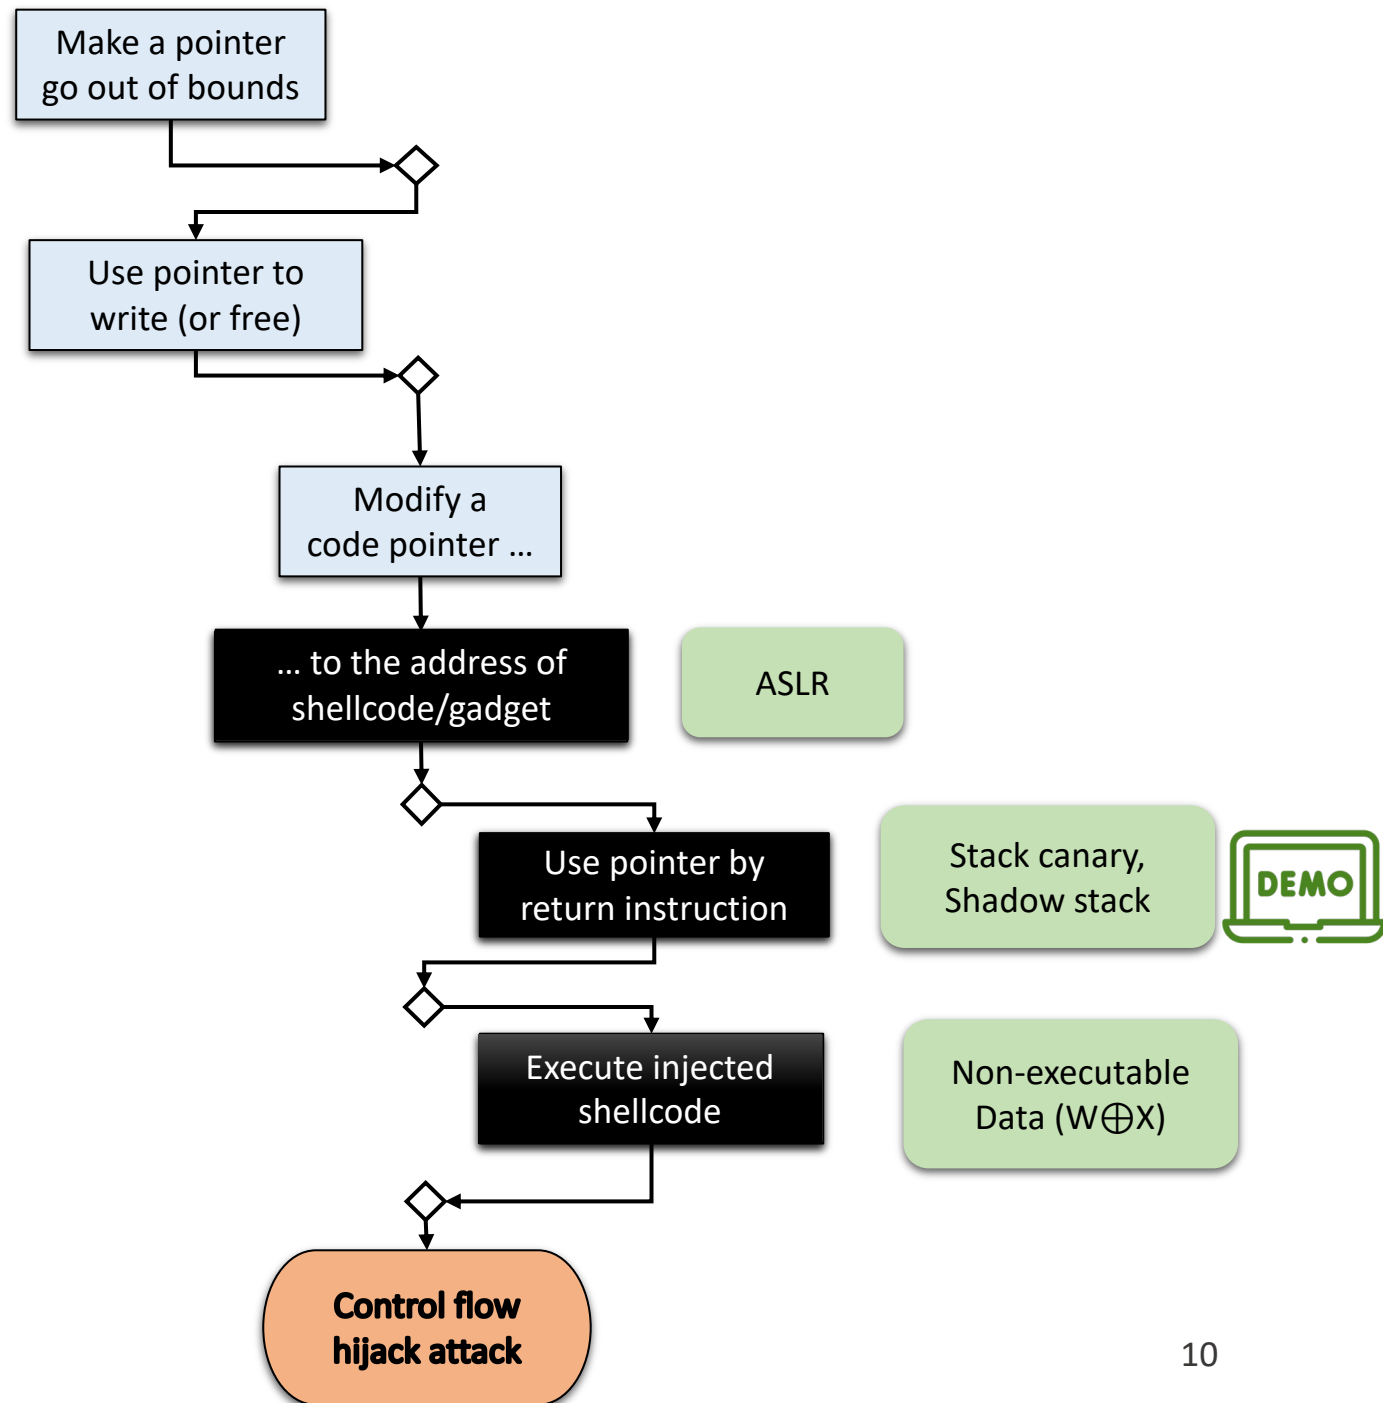 Make a pointer
go out of bounds
Use pointer to
write (or free)
Modify a
code pointer …
… to the address of
shellcode/gadget
ASLR
Use pointer by
return instruction
Stack canary,
Shadow stack
DEMO
Execute injected
shellcode
Non-executable
Data (W⊕X)
Control flow
hijack attack
10